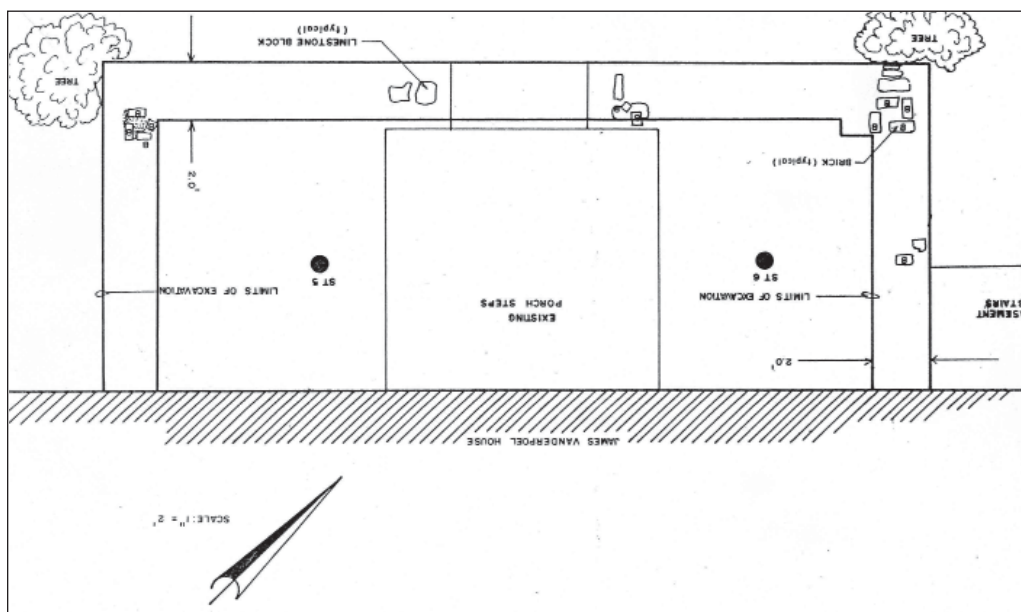 SCALE: 1" = 2'
JAMES VANDERPOEL HOUSE
2.0'
SEMENT
STAIRS
LIMITS OF EXCAVATION
EXISTING
PORCH STEPS
LIMITS OF EXCAVATION
ST 6
ST 5
B
2.0'
BRICK (typical)
B
B
B
B
B
B
B
B
B
TREE
LIMESTONE BLOCK
(typical)
TREE